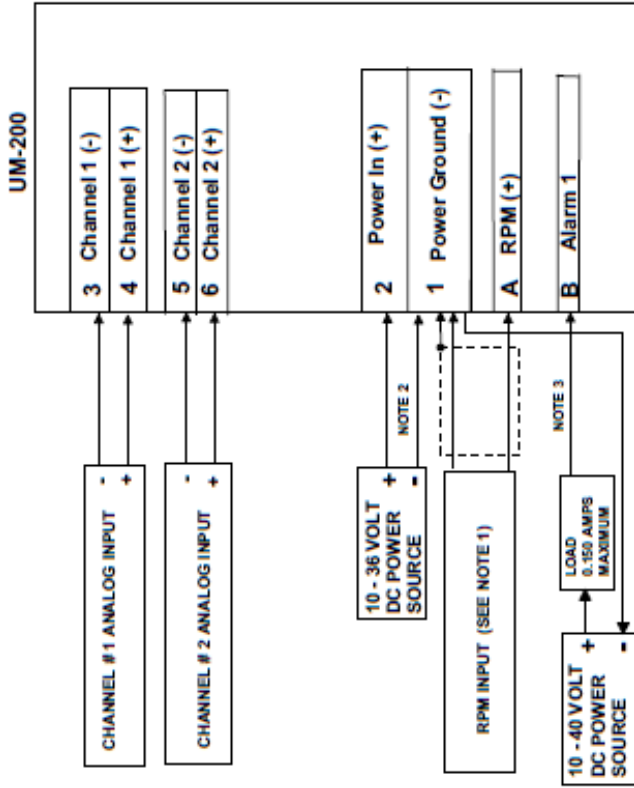 UM-200
3 Channel 1 (-)
4 Channel 1 (+)
5 Channel 2 (-)
6 Channel 2 (+)
CHANNEL # 1 ANALOG INPUT
-
+
CHANNEL # 2 ANALOG INPUT
-
+
2 Power In (+)
1 Power Ground (-)
A RPM (+)
B Alarm 1
10 - 36 VOLT
DC POWER
SOURCE
+
-
NOTE 2
RPM INPUT (SEE NOTE 1)
NOTE 3
LOAD
0.150 AMPS
MAXIMUM
10 - 40 VOLT
DC POWER
SOURCE
+
-